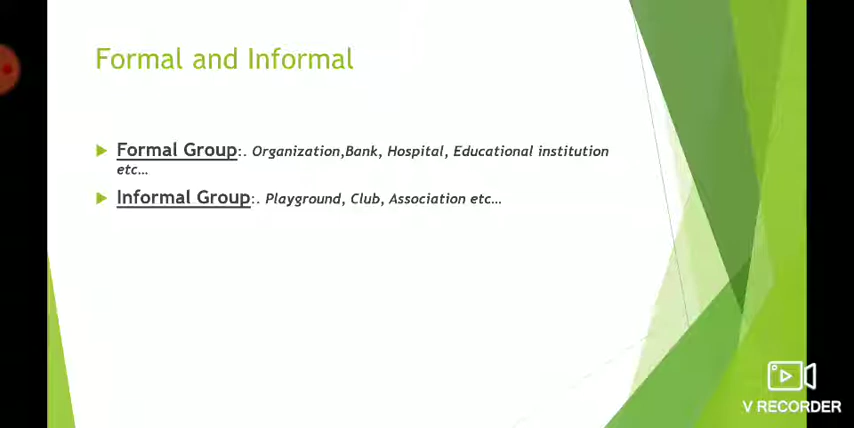 Formal and Informal
Formal Group:. Organization,Bank, Hospital, Educational institution
etc...
Informal Group:. Playground, Club, Association etc...
V RECORDER